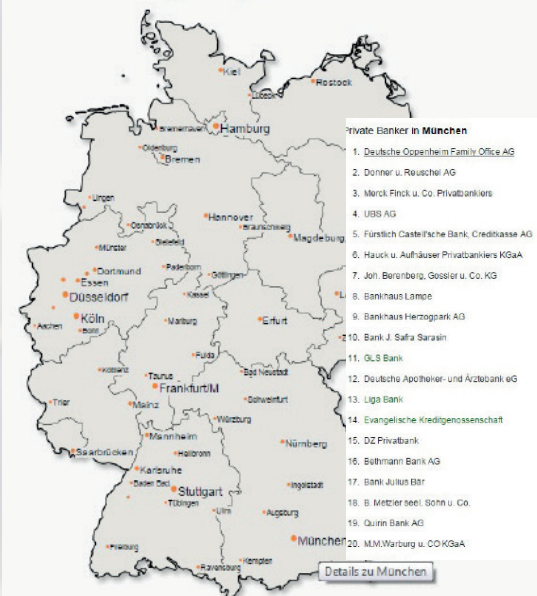 Kiel
Rostock
Lübeck
Bremerhaven
Hamburg
Oldenburg
Bremen
Lingen
Hannover
Braunschweig
Osnabrück
Magdeburg
Münster
Bielefeld
Paderborn
Dortmund
Göttingen
Essen
Düsseldorf
Kassel
Köln
Aachen
Bonn
Marburg
Erfurt
Fulda
Koblenz
Taunus
Bad Neustadt
Frankfurt/M
Trier
Mainz
Schweinfurt
Würzburg
Mannheim
Nürnberg
Saarbrücken
Heilbronn
Karlsruhe
Baden Bad
Stuttgart
Ingolstadt
Tübingen
Ulm
Augsburg
München
Freiburg
Kempten
Ravensburg
Details zu München
Private Banker in München
1. Deutsche Oppenheim Family Office AG
2. Donner u. Reuschel AG
3. Merck Finck u. Co. Privatbankiers
4. UBS AG
5. Fürstlich Castell'sche Bank, Creditkasse AG
6. Hauck u. Aufhäuser Privatbankiers KGaA
7. Joh. Berenberg, Gossler u. Co. KG
8. Bankhaus Lampe
9. Bankhaus Herzogpark AG
10. Bank J. Safra Sarasin
11. GLS Bank
12. Deutsche Apotheker- und Ärztebank eG
13. Liga Bank
14. Evangelische Kreditgenossenschaft
15. DZ Privatbank
16. Bethmann Bank AG
17. Bank Julius Bär
18. B. Metzler seel. Sohn u. Co.
19. Quirin Bank AG
20. M.M.Warburg u. CO KGaA